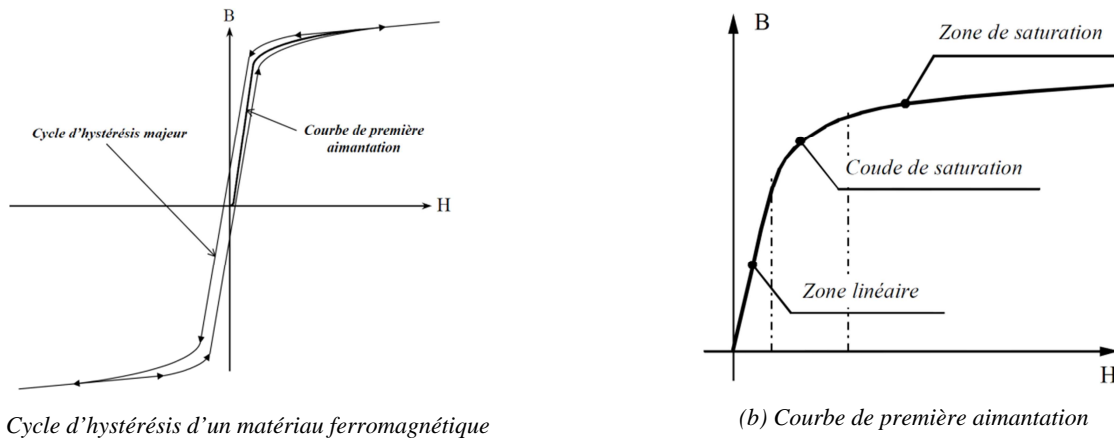 B
Cycle d'hystérésis majeur
Courbe de première
aimantation
H
Cycle d'hystérésis d'un matériau ferromagnétique
B
Zone de saturation
Coude de saturation
Zone linéaire
H
(b) Courbe de première aimantation